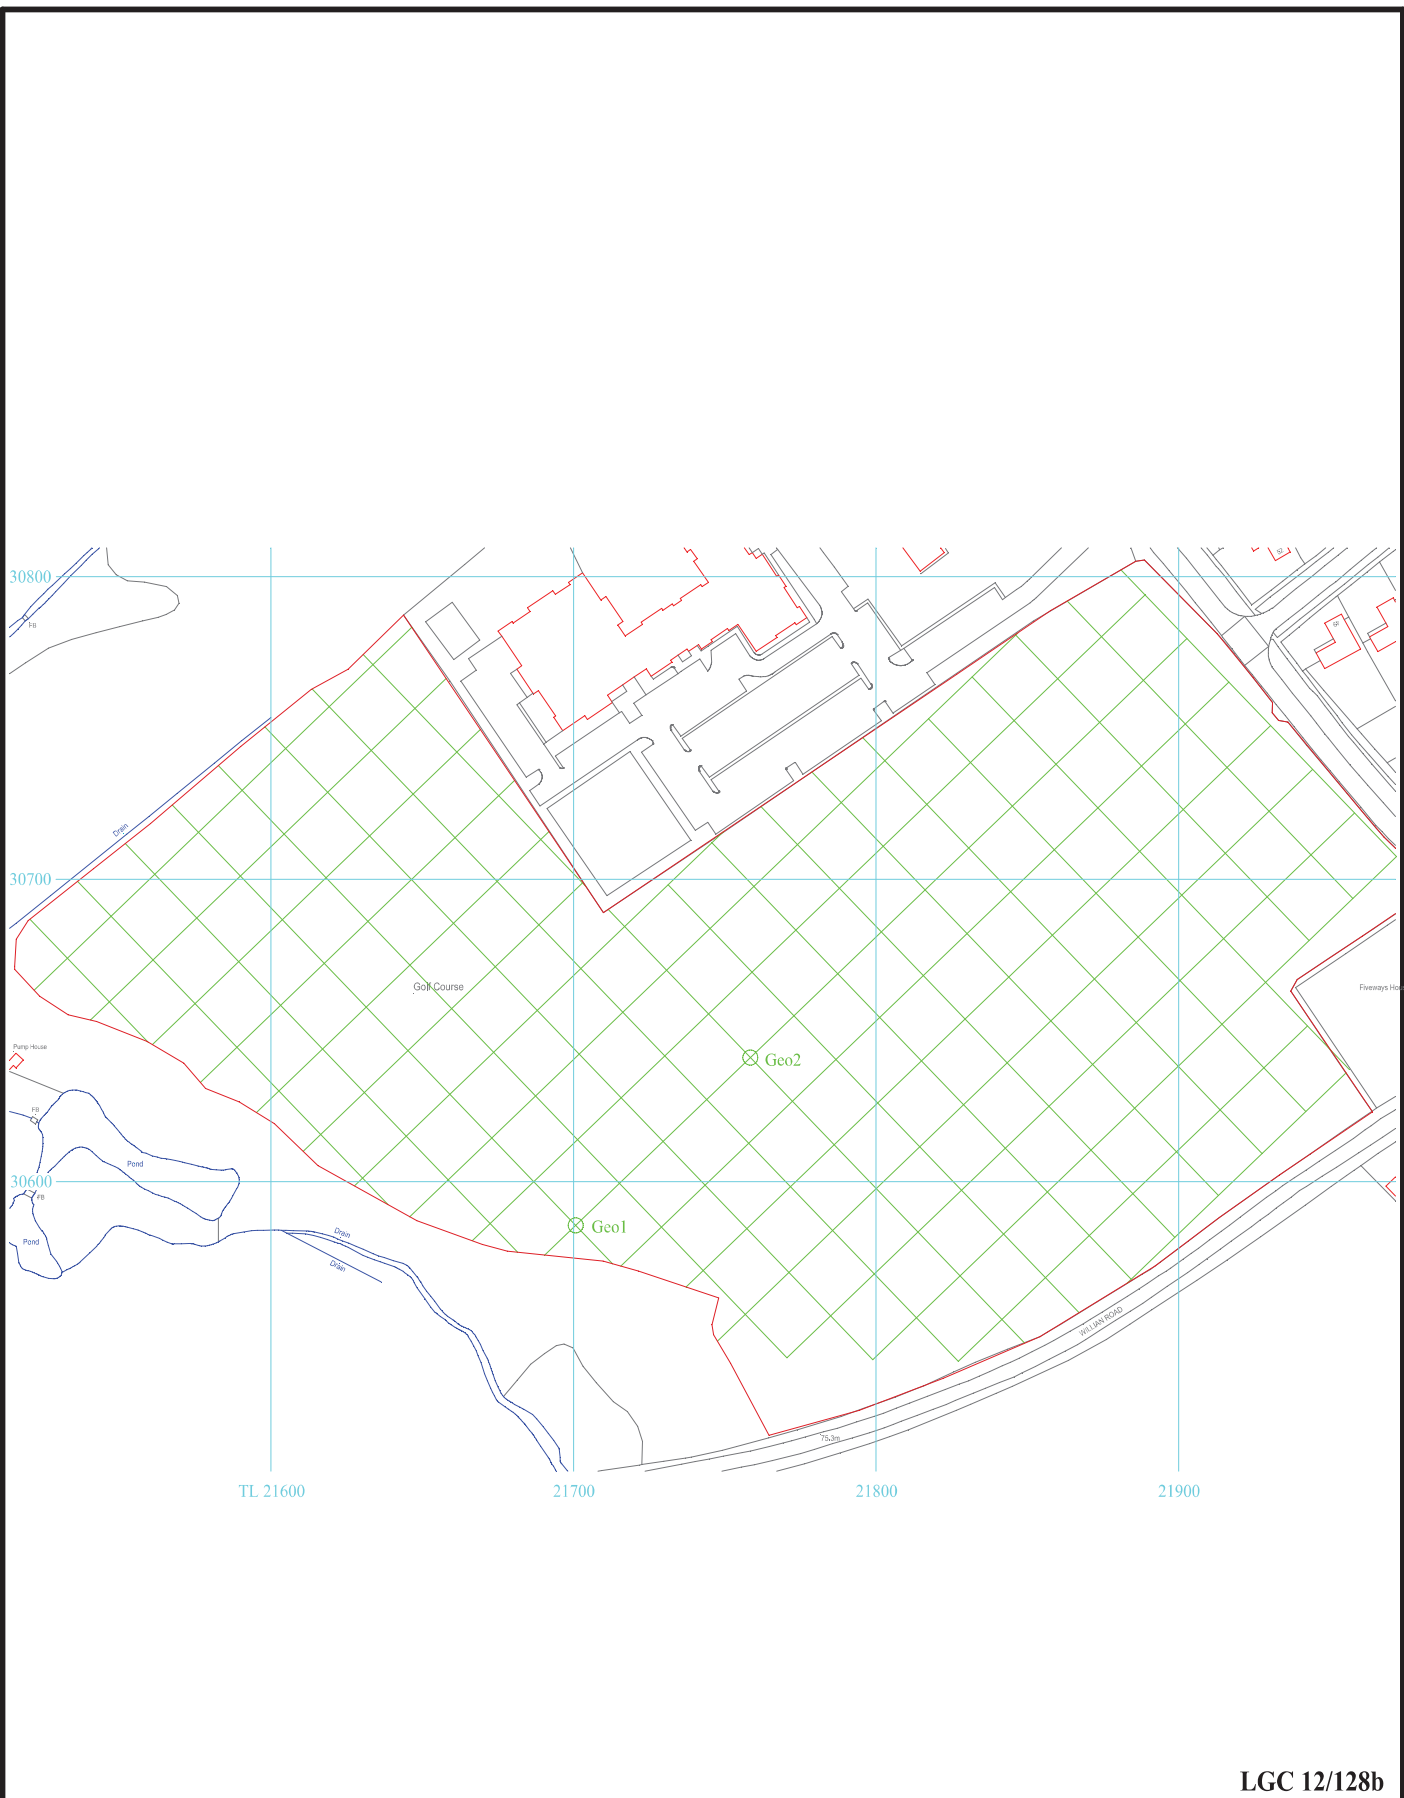 30800
FB
62
Drain
30700
Golf Course
Fiveways Hou
Pump House
Geo2
FB
Pond
30600
FB
Geo1
Pond
Drain
Drain
WILLIAN ROAD
75.3m
TL 21600
21700
21800
21900
LGC 12/128b